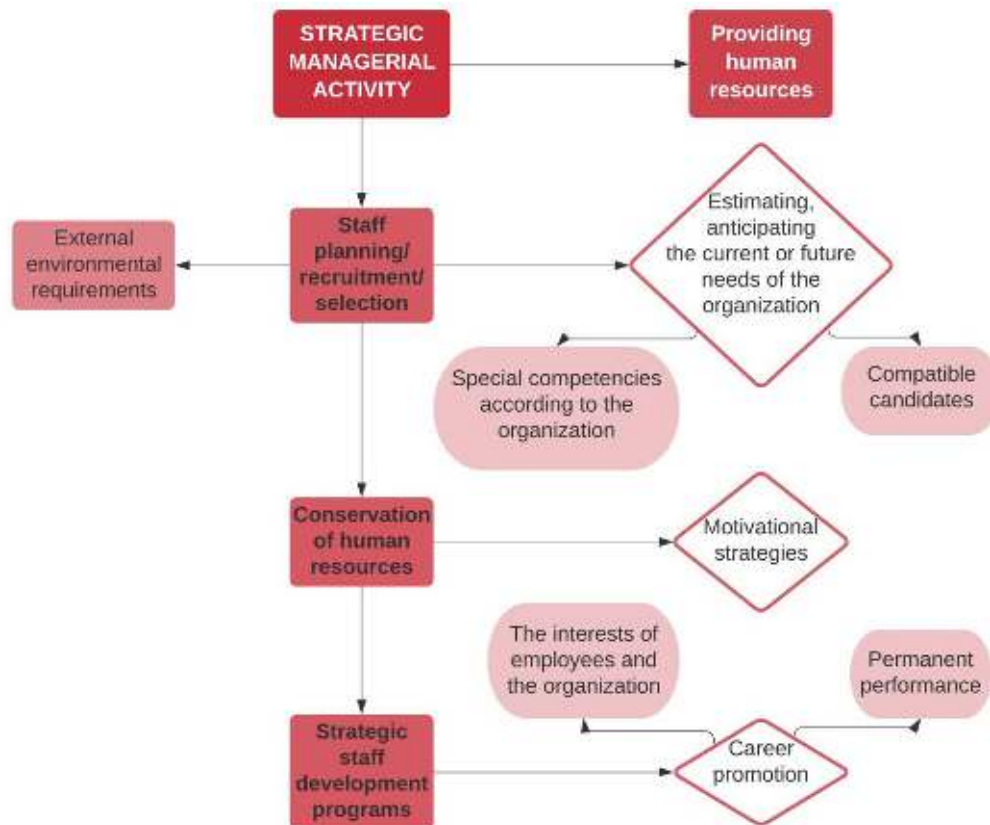 STRATEGIC
MANAGERIAL
ACTIVITY
Providing
human
resources
External
environmental
requirements
Staff
planning/
recruitment/
selection
Estimating,
anticipating
the current or future
needs of the
organization
Special competencies
according to the
organization
Compatible
candidates
Conservation
of human
resources
Motivational
strategies
The interests of
employees and
the organization
Permanent
performance
Strategic
staff
development
programs
Career
promotion